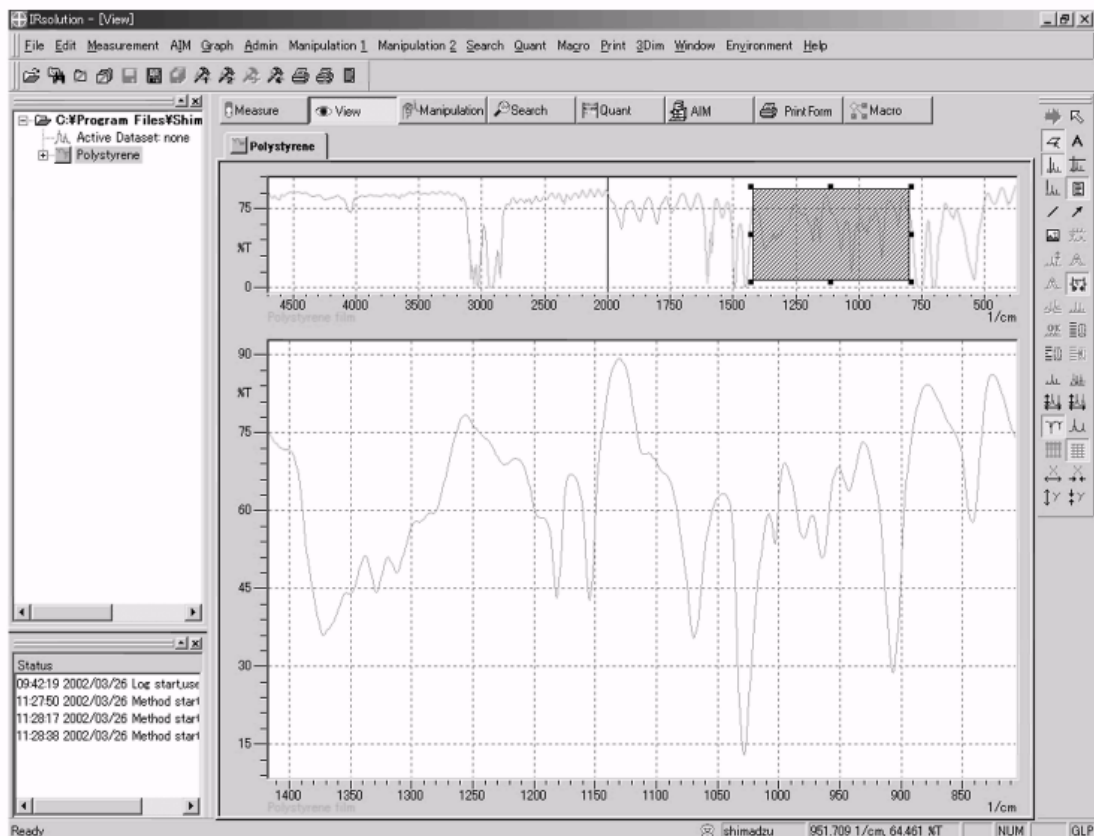 IRsolution - [View]
File Edit Measurement AIM Graph Admin Manipulation 1 Manipulation 2 Search Quant Macro Print 3Dim Window Environment Help
C:¥Program Files¥Shim
Active Dataset: none
Polystyrene
Measure View Manipulation Search Quant AIM Print Form Macro
Polystyrene
75
%T
0
4500 4000 3500 3000 2500 2000 1750 1500 1250 1000 750 500
Polystyrene film 1/cm
90
%T
75
60
45
30
15
1400 1350 1300 1250 1200 1150 1100 1050 1000 950 900 850
Polystyrene film 1/cm
Status
09:42:19 2002/03/26 Log start,use
11:27:50 2002/03/26 Method start
11:28:17 2002/03/26 Method start
11:28:38 2002/03/26 Method start
Ready shimadzu 951.709 1/cm, 64.461 %T NUM GLP